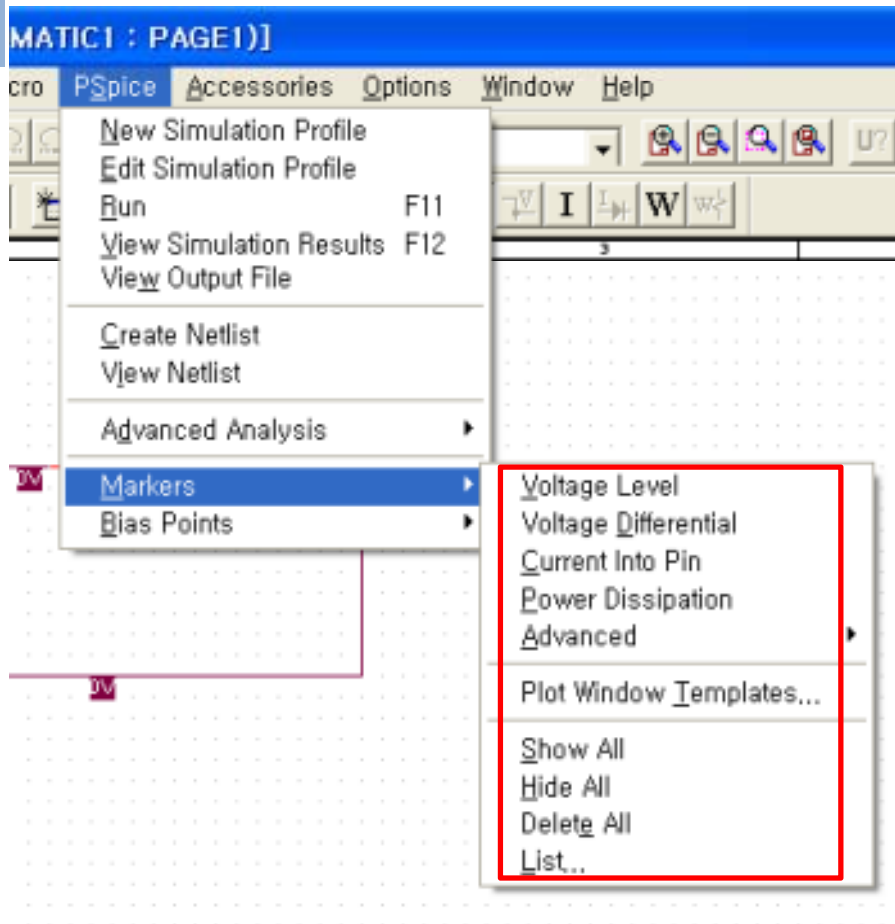 MATIC1 : PAGE1)]
cro PSpice Accessories Options Window Help
New Simulation Profile
Edit Simulation Profile
Run F11
View Simulation Results F12
View Output File
Create Netlist
View Netlist
Advanced Analysis
Markers
Bias Points
U?
V I I W W
3
0V
0V
Voltage Level
Voltage Differential
Current Into Pin
Power Dissipation
Advanced
Plot Window Templates...
Show All
Hide All
Delete All
List...